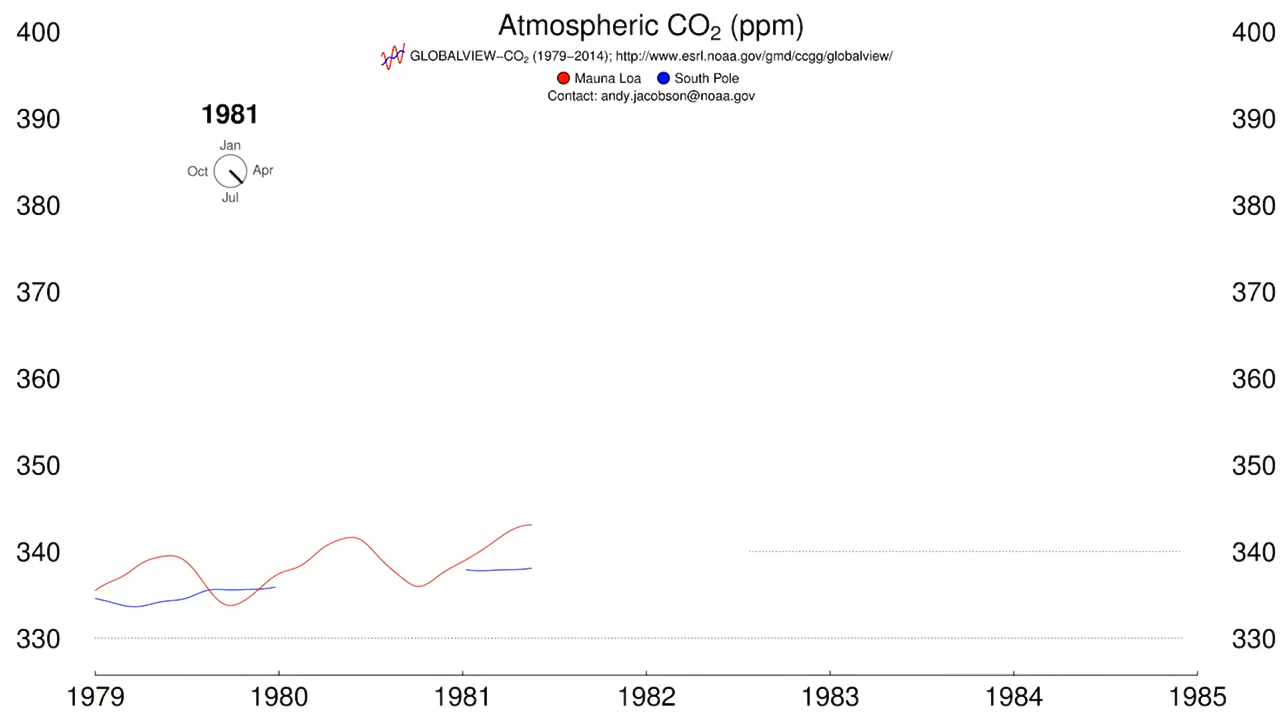 Atmospheric CO₂ (ppm)
GLOBALVIEW−CO₂ (1979−2014); http://www.esrl.noaa.gov/gmd/ccgg/globalview/
Mauna Loa South Pole
Contact: andy.jacobson@noaa.gov
1981
Jan
Oct Apr
Jul
400 400
390 390
380 380
370 370
360 360
350 350
340 340
330 330
1979 1980 1981 1982 1983 1984 1985